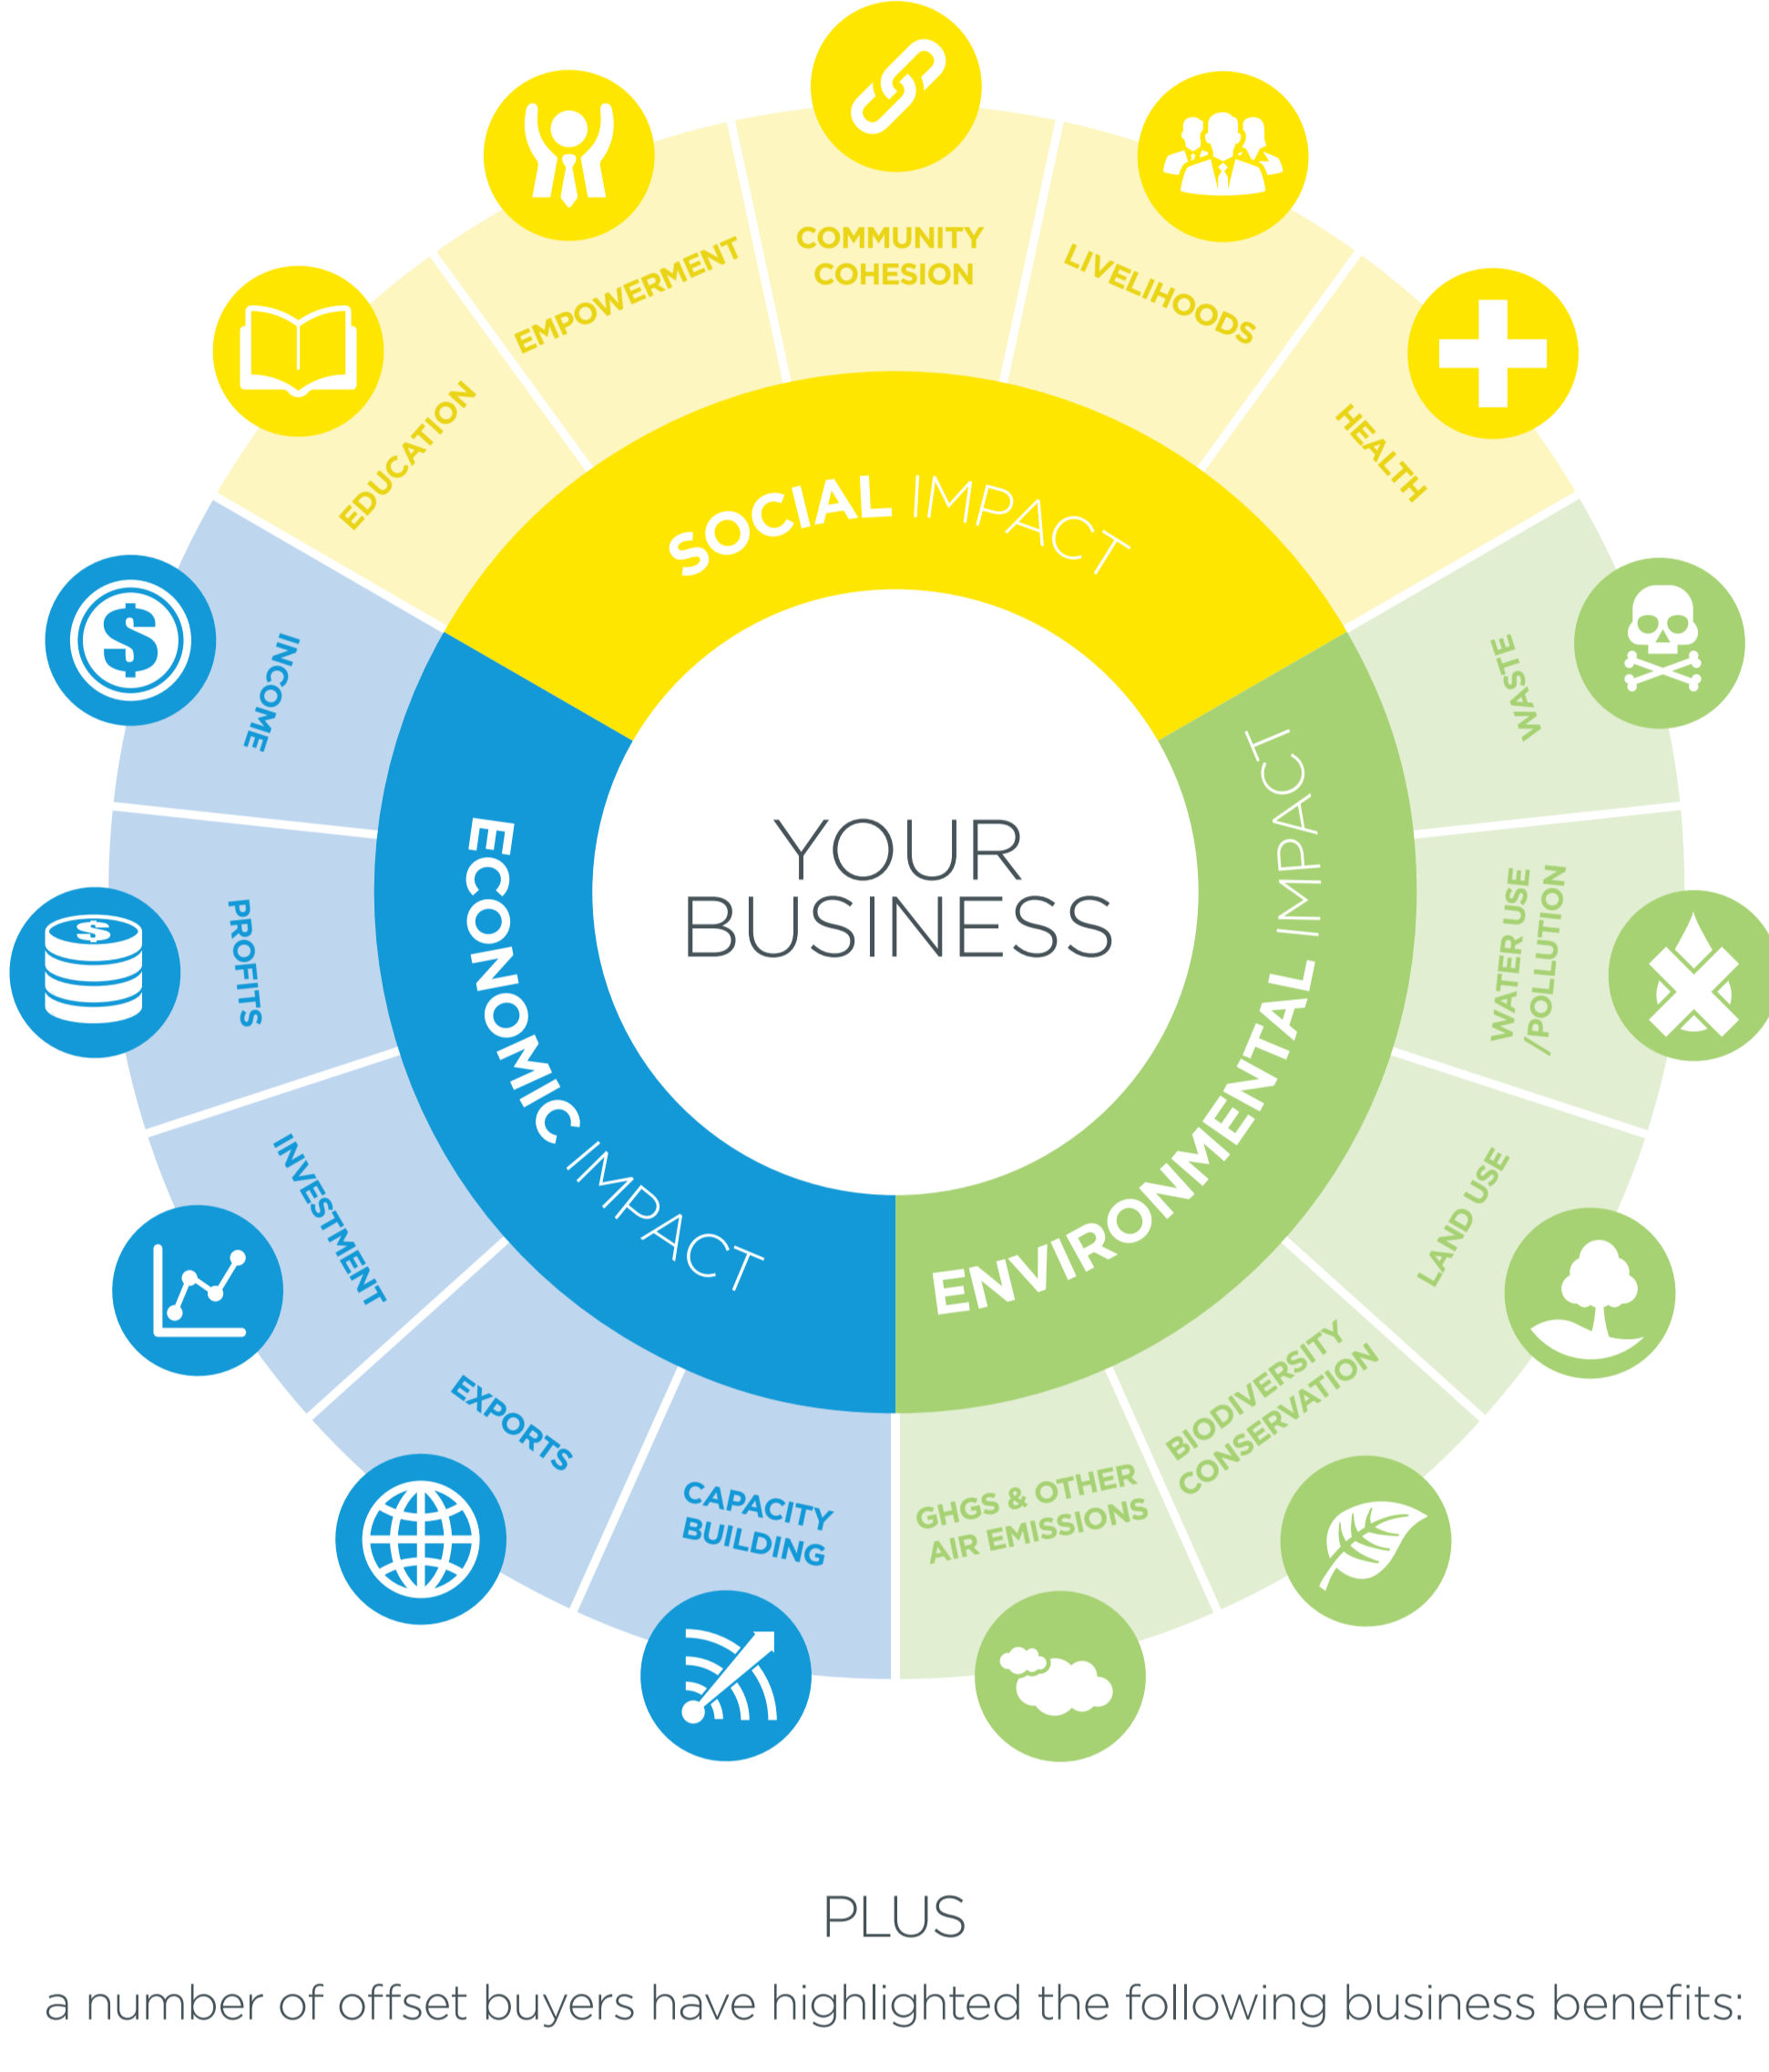 COMMUNIITY
COHESION
LIVELIHOODS
HEALTH
EMPOWERMENT
EDUCATION
SOCIAL IMPACT
WASTE
WATER USE
/POLLUTION
LAND USE
BIODIVERSITY
CONSERVATION
GHGS & OTHER
AIR EMISSIONS
ENVIRONMENTAL IMPACT
INCOME
PROFITS
INVESTMENT
EXPORTS
CAPACITY
BUILDING
ECONOMIC IMPACT
YOUR
BUSINESS
$
$
PLUS
a number of offset buyers have highlighted the following business benefits: